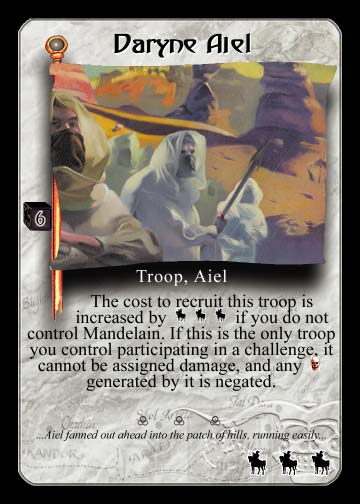 Daryne Aiel
6
Troop, Aiel
The cost to recruit this troop is
increased by if you do not
control Mandelain. If this is the only troop
you control participating in a challenge, it
cannot be assigned damage, and any
generated by it is negated.
...Aiel fanned out ahead into the patch of hills, running easily...
KANDOR